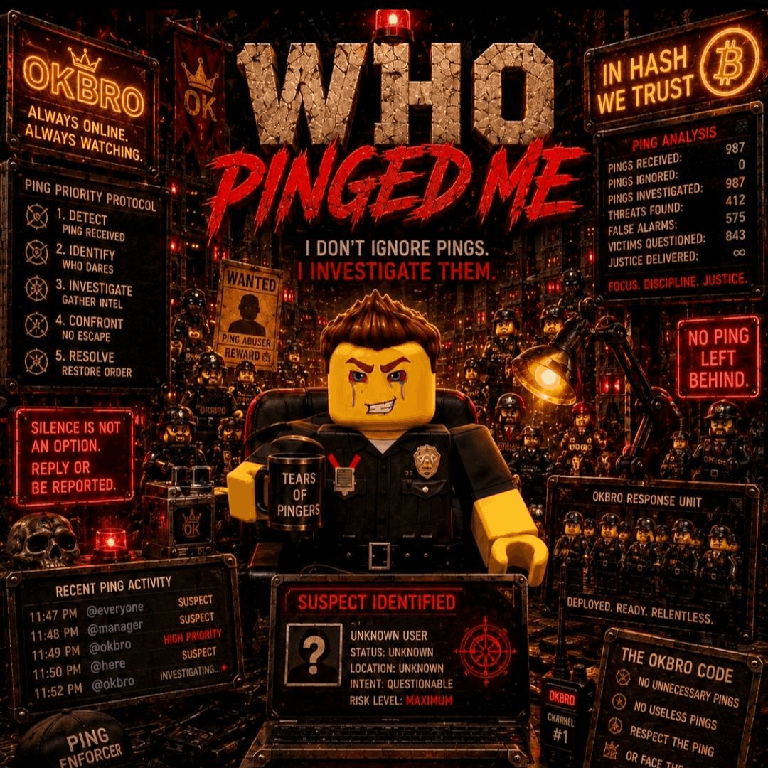 OKBRO
ALWAYS ONLINE.
ALWAYS WATCHING.
OK
WHO
PINGED ME
I DON'T IGNORE PINGS.
I INVESTIGATE THEM.
IN HASH
WE TRUST
PING ANALYSIS
PINGS RECEIVED: 987
PINGS IGNORED: 0
PINGS INVESTIGATED: 987
THREATS FOUND: 412
FALSE ALARMS: 575
VICTIMS QUESTIONED: 843
JUSTICE DELIVERED: ∞
FOCUS. DISCIPLINE. JUSTICE.
PING PRIORITY PROTOCOL
1. DETECT
PING RECEIVED
2. IDENTIFY
WHO DARES
3. INVESTIGATE
GATHER INTEL
4. CONFRONT
NO ESCAPE
5. RESOLVE
RESTORE ORDER
WANTED
PING ABUSER
REWARD
NO PING
LEFT
BEHIND.
SILENCE IS NOT
AN OPTION.
REPLY OR
BE REPORTED.
OK
TEARS
OF
PINGERS
OKBRO RESPONSE UNIT
DEPLOYED. READY. RELENTLESS.
RECENT PING ACTIVITY
11:47 PM @everyone SUSPECT
11:48 PM @manager SUSPECT
11:49 PM @okbro HIGH PRIORITY
11:50 PM @here SUSPECT
11:52 PM @okbro INVESTIGATING...
SUSPECT IDENTIFIED
?
UNKNOWN USER
STATUS: UNKNOWN
LOCATION: UNKNOWN
INTENT: QUESTIONABLE
RISK LEVEL: MAXIMUM
OKBRO
CHANNEL
#1
THE OKBRO CODE
NO UNNECESSARY PINGS
NO USELESS PINGS
RESPECT THE PING
OR FACE THE
PING
ENFORCER